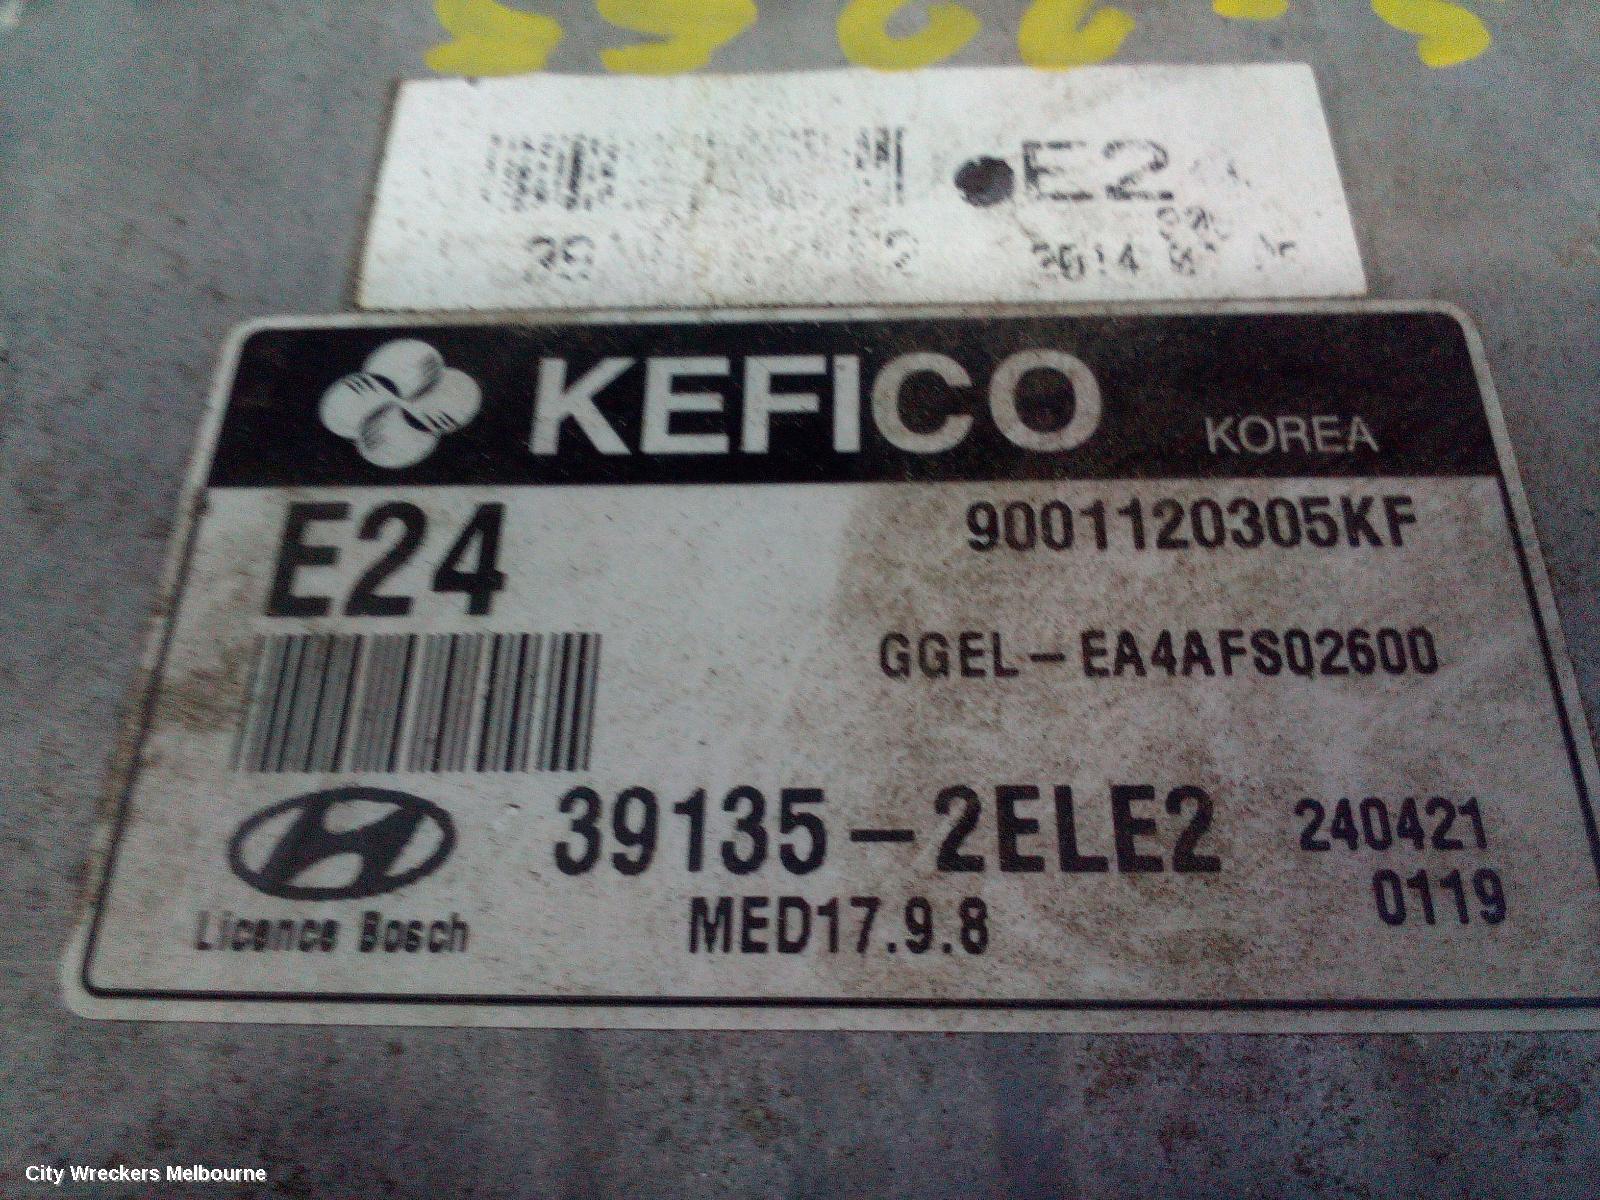 E2
KEFICO KOREA
E24
9001120305KF
GGEL-EA4AFS02600
39135-2ELE2
240421
0119
Licence Bosch
MED17.9.8
City Wreckers Melbourne